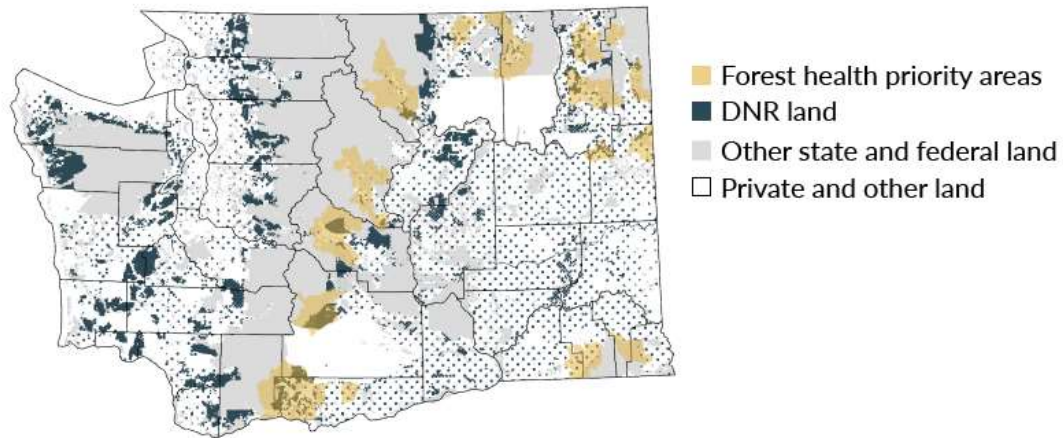 Forest health priority areas
DNR land
Other state and federal land
Private and other land